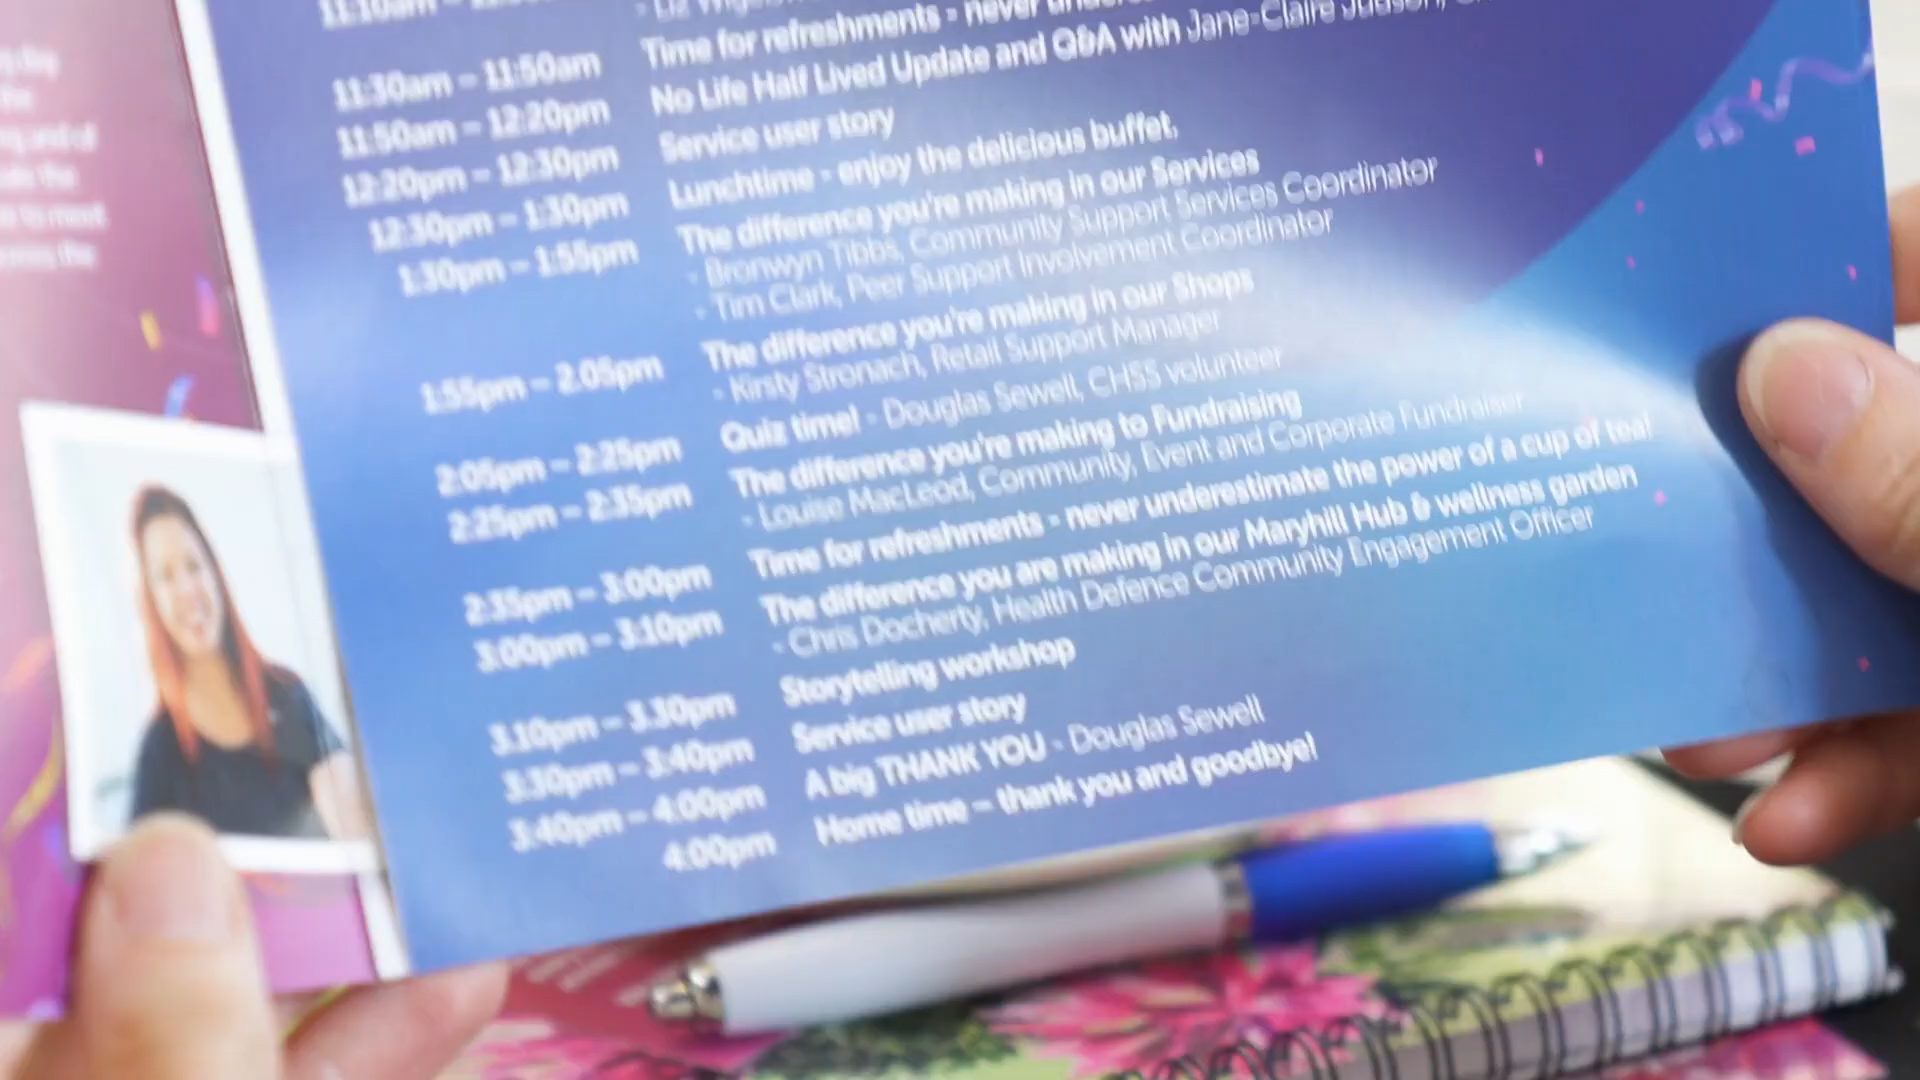 11:10am –
- Liz
11:30am – 11:50am Time for refreshments - never
11:50am – 12:20pm No Life Half Lived Update and Q&A with Jane-Claire Judson,
12:20pm – 12:30pm Service user story
12:30pm – 1:30pm Lunchtime - enjoy the delicious buffet,
1:30pm – 1:55pm The difference you're making in our Services
- Bronwyn Tibbs, Community Support Services Coordinator
- Tim Clark, Peer Support Involvement Coordinator
1:55pm – 2.05pm The difference you're making in our Shops
- Kirsty Stronach, Retail Support Manager
2:05pm – 2:25pm Quiz time! - Douglas Sewell, CHSS volunteer
2:25pm – 2:35pm The difference you're making to Fundraising
- Louise MacLeod, Community, Event and Corporate Fundraiser
2:35pm – 3:00pm Time for refreshments - never underestimate the power of a cup of tea!
3:00pm – 3:10pm The difference you are making in our Maryhill Hub & wellness garden
- Chris Docherty, Health Defence Community Engagement Officer
3.10pm – 3.30pm Storytelling workshop
3:30pm – 3:40pm Service user story
3:40pm – 4:00pm A big THANK YOU - Douglas Sewell
4:00pm Home time – thank you and goodbye!